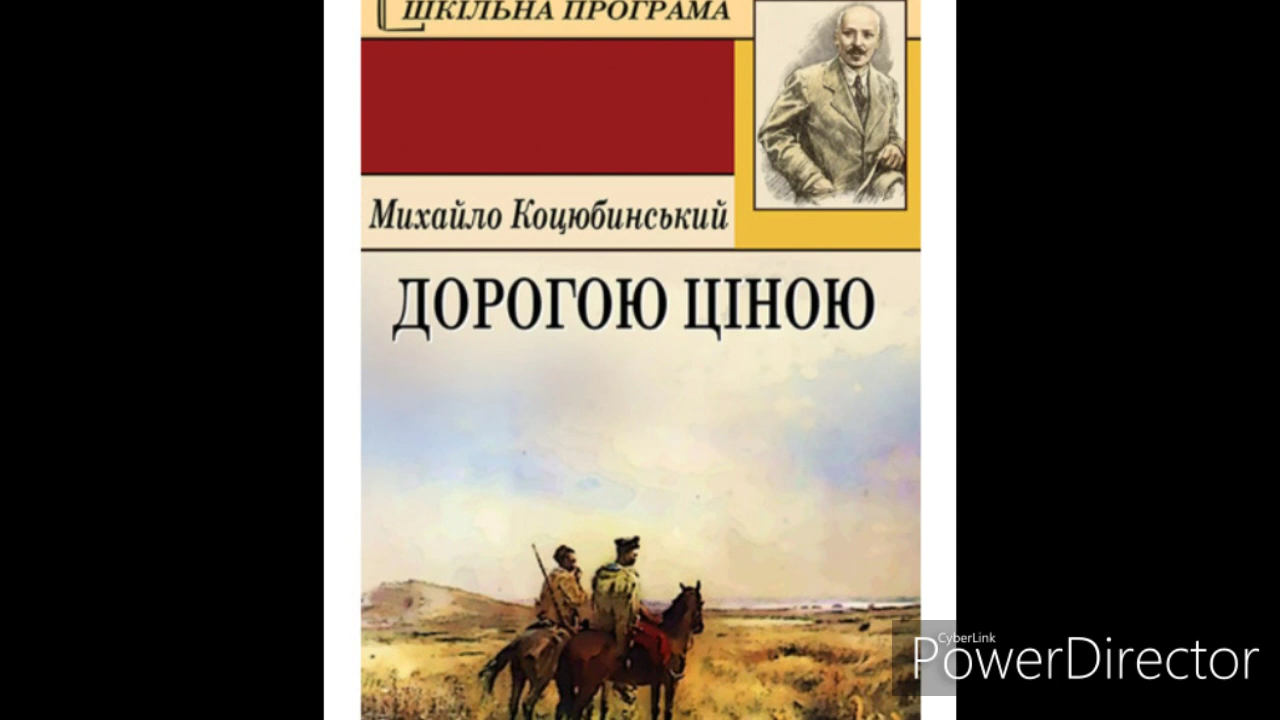 ШКІЛЬНА ПРОГРАМА
Михайло Коцюбинський
ДОРОГОЮ ЦІНОЮ
CyberLink
PowerDirector